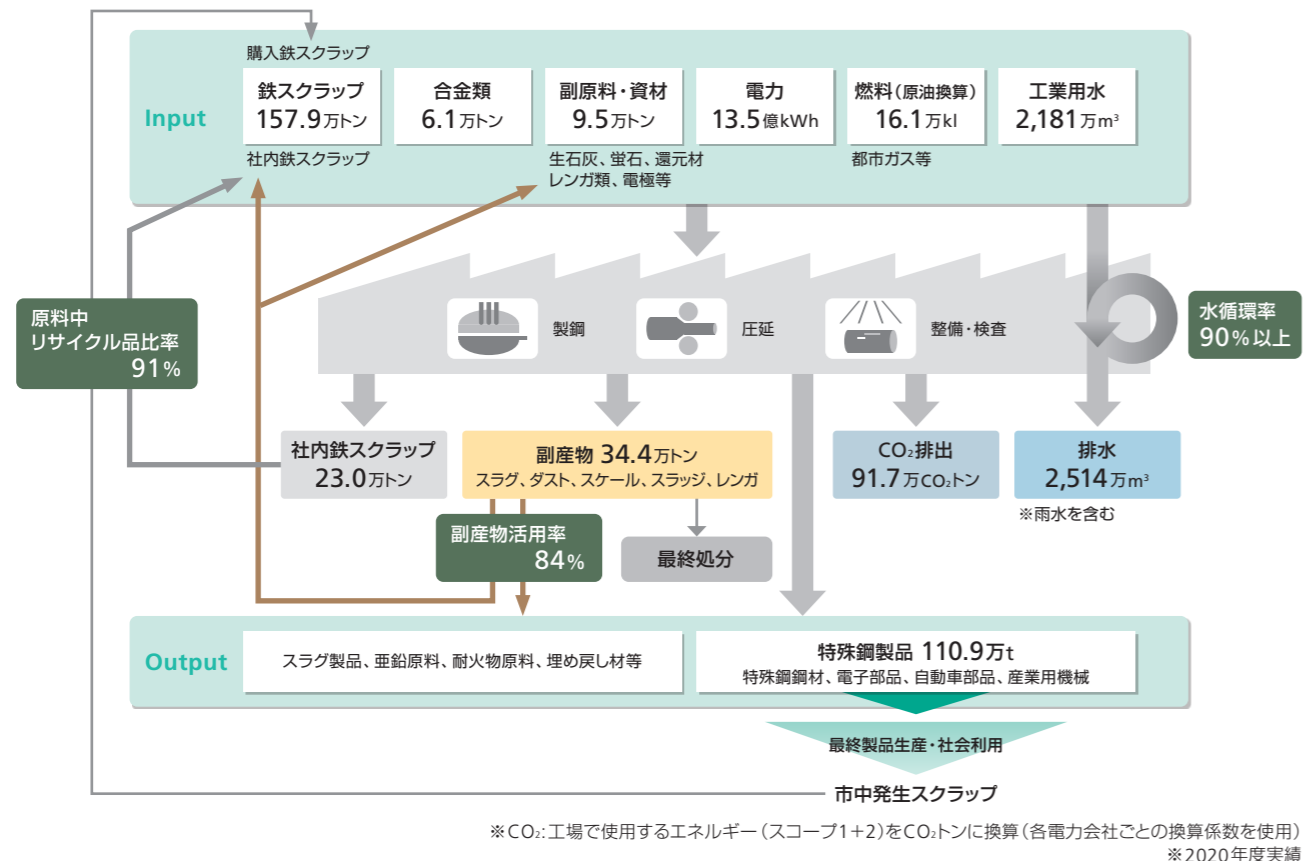 購入鉄スクラップ
Input
鉄スクラップ
157.9万トン
合金類
6.1万トン
副原料・資材
9.5万トン
電力
13.5億kWh
燃料(原油換算)
16.1万kl
工業用水
2,181万m³
社内鉄スクラップ
生石灰、蛍石、還元材
レンガ類、電極等
都市ガス等
原料中
リサイクル品比率
91%
製鋼
圧延
整備・検査
水循環率
90%以上
社内鉄スクラップ
23.0万トン
副産物 34.4万トン
スラグ、ダスト、スケール、スラッジ、レンガ
CO₂排出
91.7万CO₂トン
排水
2,514万m³
※雨水を含む
副産物活用率
84%
最終処分
Output
スラグ製品、亜鉛原料、耐火物原料、埋め戻し材等
特殊鋼製品 110.9万t
特殊鋼鋼材、電子部品、自動車部品、産業用機械
最終製品生産・社会利用
市中発生スクラップ
※CO₂:工場で使用するエネルギー(スコープ1+2)をCO₂トンに換算(各電力会社ごとの換算係数を使用)
※2020年度実績